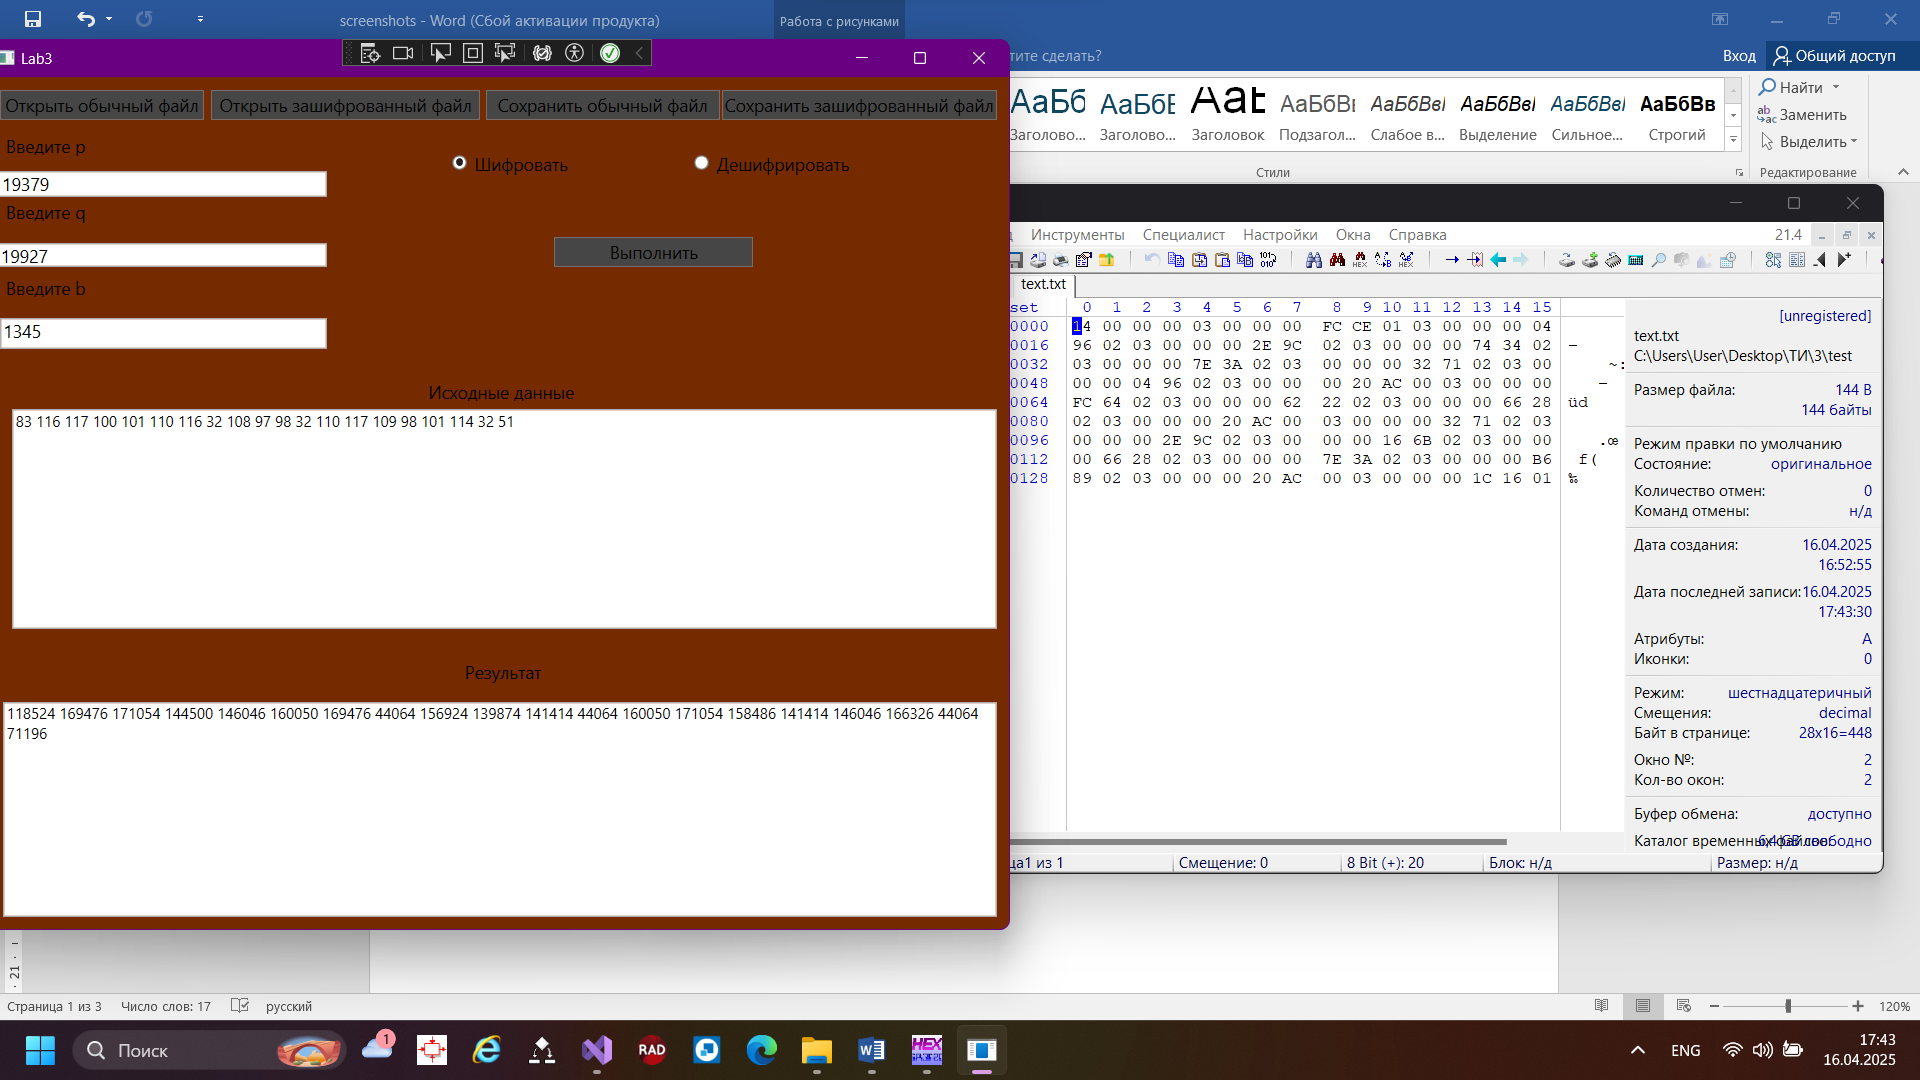 screenshots - Word (Сбой активации продукта)
Работа с рисунками
тите сделать?
Вход
Общий доступ
Lab3
Открыть обычный файл
Открыть зашифрованный файл
Сохранить обычный файл
Сохранить зашифрованный файл
Введите p
19379
Шифровать
Дешифрировать
Введите q
19927
Выполнить
Введите b
1345
Исходные данные
83 116 117 100 101 110 116 32 108 97 98 32 110 117 109 98 101 114 32 51
Результат
118524 169476 171054 144500 146046 160050 169476 44064 156924 139874 141414 44064 160050 171054 158486 141414 146046 166326 44064
71196
АаБб АаБбЕ Ааt АаБбВı АаБбВеІ АаБбВеІ АаБбВеІ АаБбВв
Заголово... Заголово... Заголовок Подзагол... Слабое в... Выделение Сильное... Строгий
Стили
Найти
Заменить
Выделить
Редактирование
Инструменты Специалист Настройки Окна Справка
21.4
text.txt
set 0 1 2 3 4 5 6 7 8 9 10 11 12 13 14 15
0000 14 00 00 00 03 00 00 00 FC CE 01 03 00 00 00 04
0016 96 02 03 00 00 00 2E 9C 02 03 00 00 00 74 34 02 –
0032 03 00 00 00 7E 3A 02 03 00 00 00 32 71 02 03 00 ~:
0048 00 00 04 96 02 03 00 00 00 20 AC 00 03 00 00 00 –
0064 FC 64 02 03 00 00 00 62 22 02 03 00 00 00 66 28 üd
0080 02 03 00 00 00 20 AC 00 03 00 00 00 32 71 02 03
0096 00 00 00 2E 9C 02 03 00 00 00 16 6B 02 03 00 00 .œ
00112 00 66 28 02 03 00 00 00 7E 3A 02 03 00 00 00 B6 f(
0128 89 02 03 00 00 00 20 AC 00 03 00 00 00 1C 16 01 ‰
[unregistered]
text.txt
C:\Users\User\Desktop\ТИ\3\test
Размер файла: 144 B
144 байты
Режим правки по умолчанию
Состояние: оригинальное
Количество отмен: 0
Команд отмены: н/д
Дата создания: 16.04.2025
16:52:55
Дата последней записи: 16.04.2025
17:43:30
Атрибуты: A
Иконки: 0
Режим: шестнадцатеричный
Смещения: decimal
Байт в странице: 28x16=448
Окно №: 2
Кол-во окон: 2
Буфер обмена: доступно
Каталог временных свободно
ца1 из 1
Смещение: 0
8 Bit (+): 20
Блок: н/д
Размер: н/д
21
Страница 1 из 3
Число слов: 17
русский
120%
Поиск
1
RAD
HEX
ENG
17:43
16.04.2025